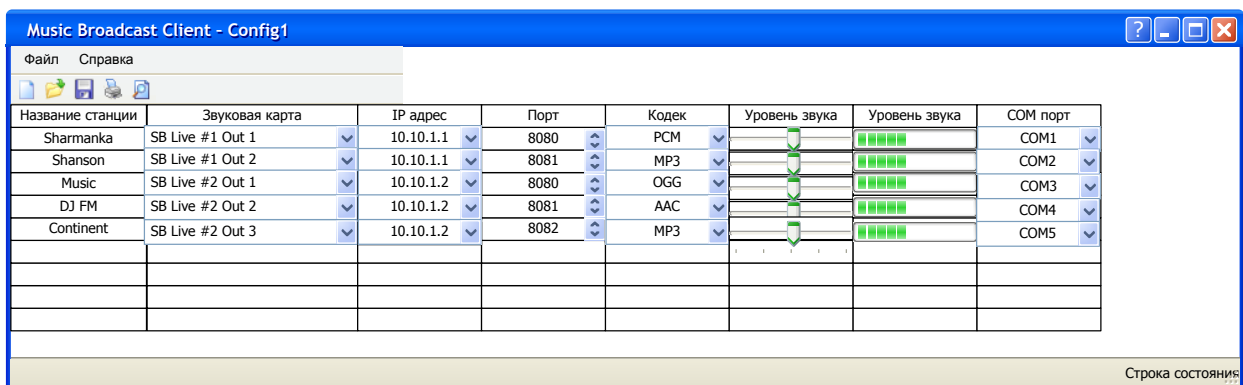 Music Broadcast Client - Config1
Файл Справка
Название станции Звуковая карта IP адрес Порт Кодек Уровень звука Уровень звука COM порт
Sharmanka SB Live #1 Out 1 10.10.1.1 8080 PCM COM1
Shanson SB Live #1 Out 2 10.10.1.1 8081 MP3 COM2
Music SB Live #2 Out 1 10.10.1.2 8080 OGG COM3
DJ FM SB Live #2 Out 2 10.10.1.2 8081 AAC COM4
Continent SB Live #2 Out 3 10.10.1.2 8082 MP3 COM5
Строка состояния